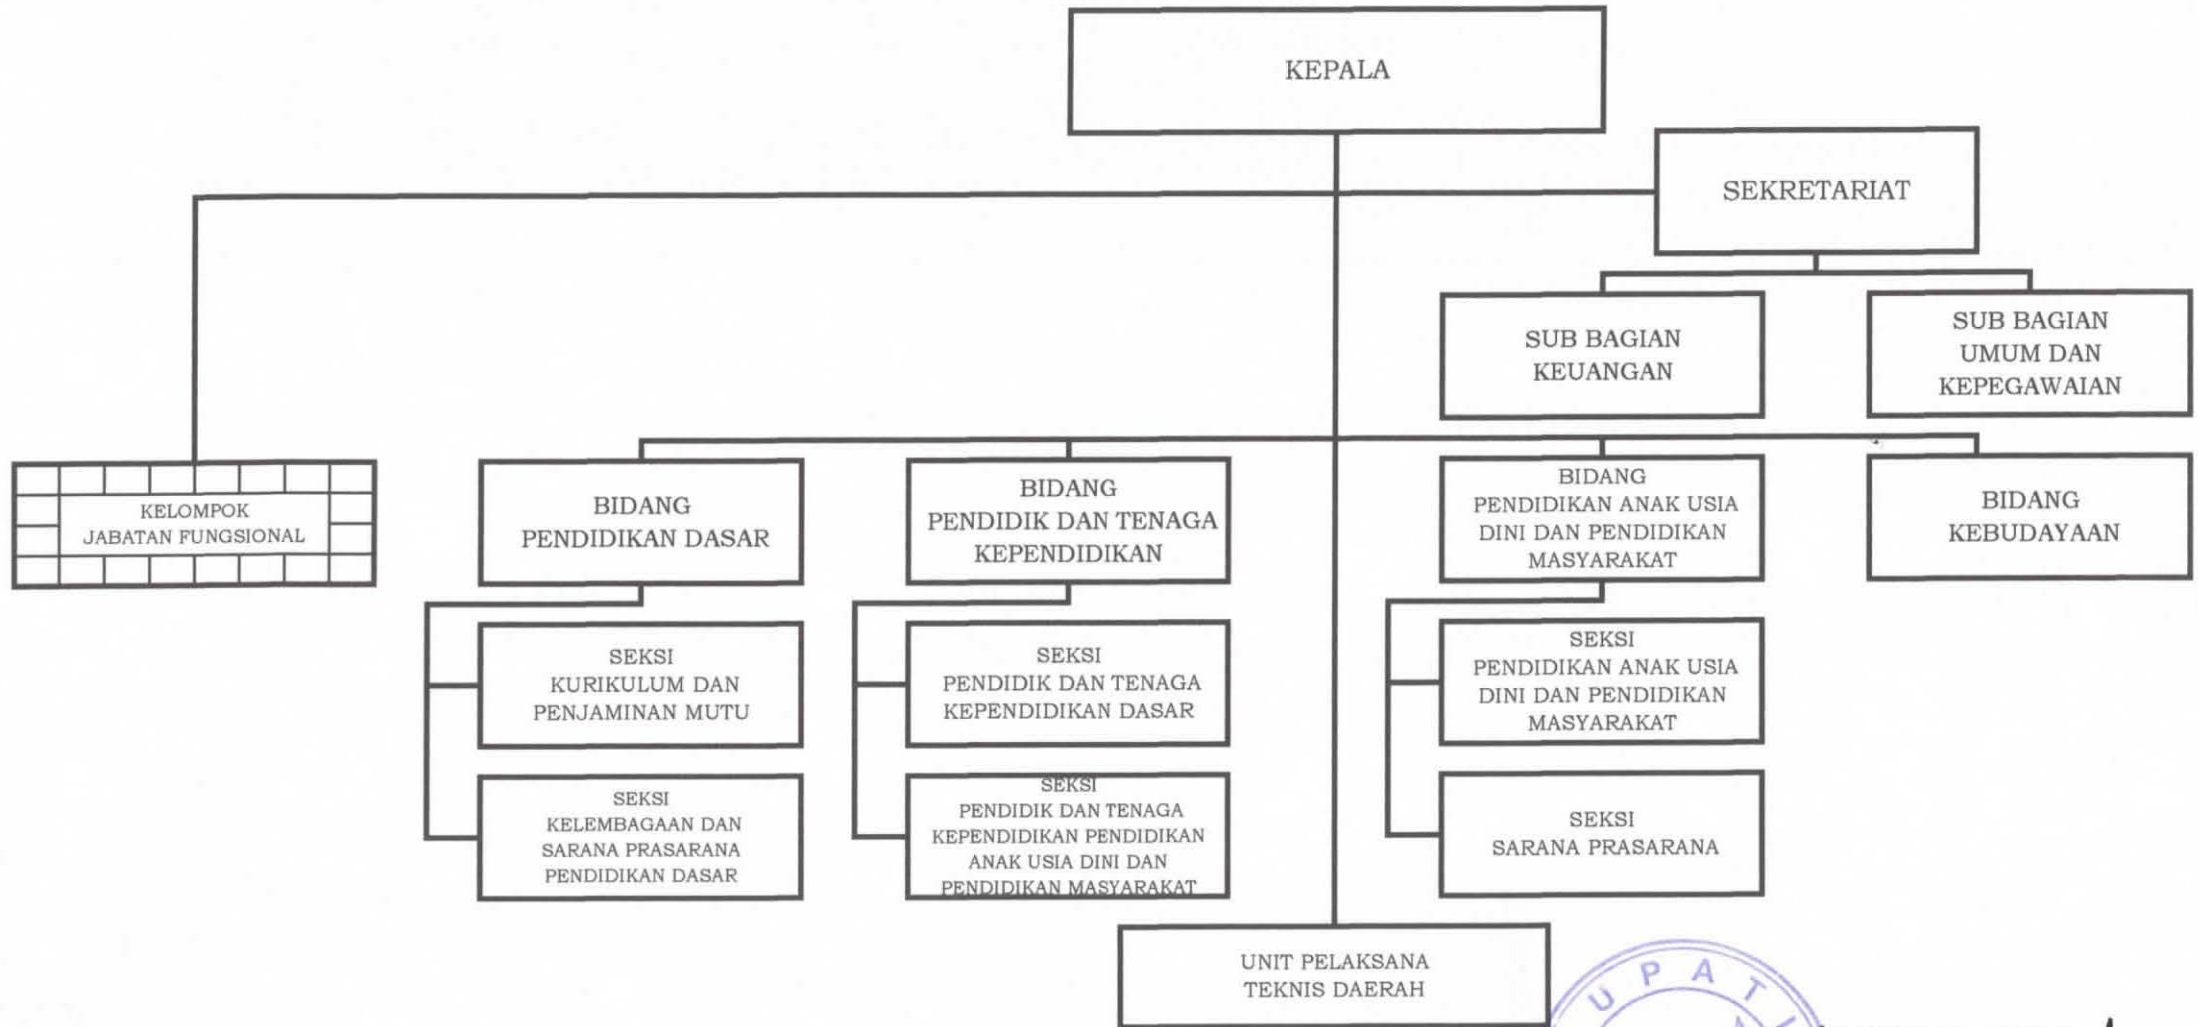 KEPALA
SEKRETARIAT
SUB BAGIAN
KEUANGAN
SUB BAGIAN
UMUM DAN
KEPEGAWAIAN
KELOMPOK
JABATAN FUNGSIONAL
BIDANG
PENDIDIKAN DASAR
BIDANG
PENDIDIK DAN TENAGA
KEPENDIDIKAN
BIDANG
PENDIDIKAN ANAK USIA
DINI DAN PENDIDIKAN
MASYARAKAT
BIDANG
KEBUDAYAAN
SEKSI
KURIKULUM DAN
PENJAMINAN MUTU
SEKSI
PENDIDIK DAN TENAGA
KEPENDIDIKAN DASAR
SEKSI
PENDIDIKAN ANAK USIA
DINI DAN PENDIDIKAN
MASYARAKAT
SEKSI
KELEMBAGAAN DAN
SARANA PRASARANA
PENDIDIKAN DASAR
SEKSI
PENDIDIK DAN TENAGA
KEPENDIDIKAN PENDIDIKAN
ANAK USIA DINI DAN
PENDIDIKAN MASYARAKAT
SEKSI
SARANA PRASARANA
UNIT PELAKSANA
TEKNIS DAERAH
UPATI